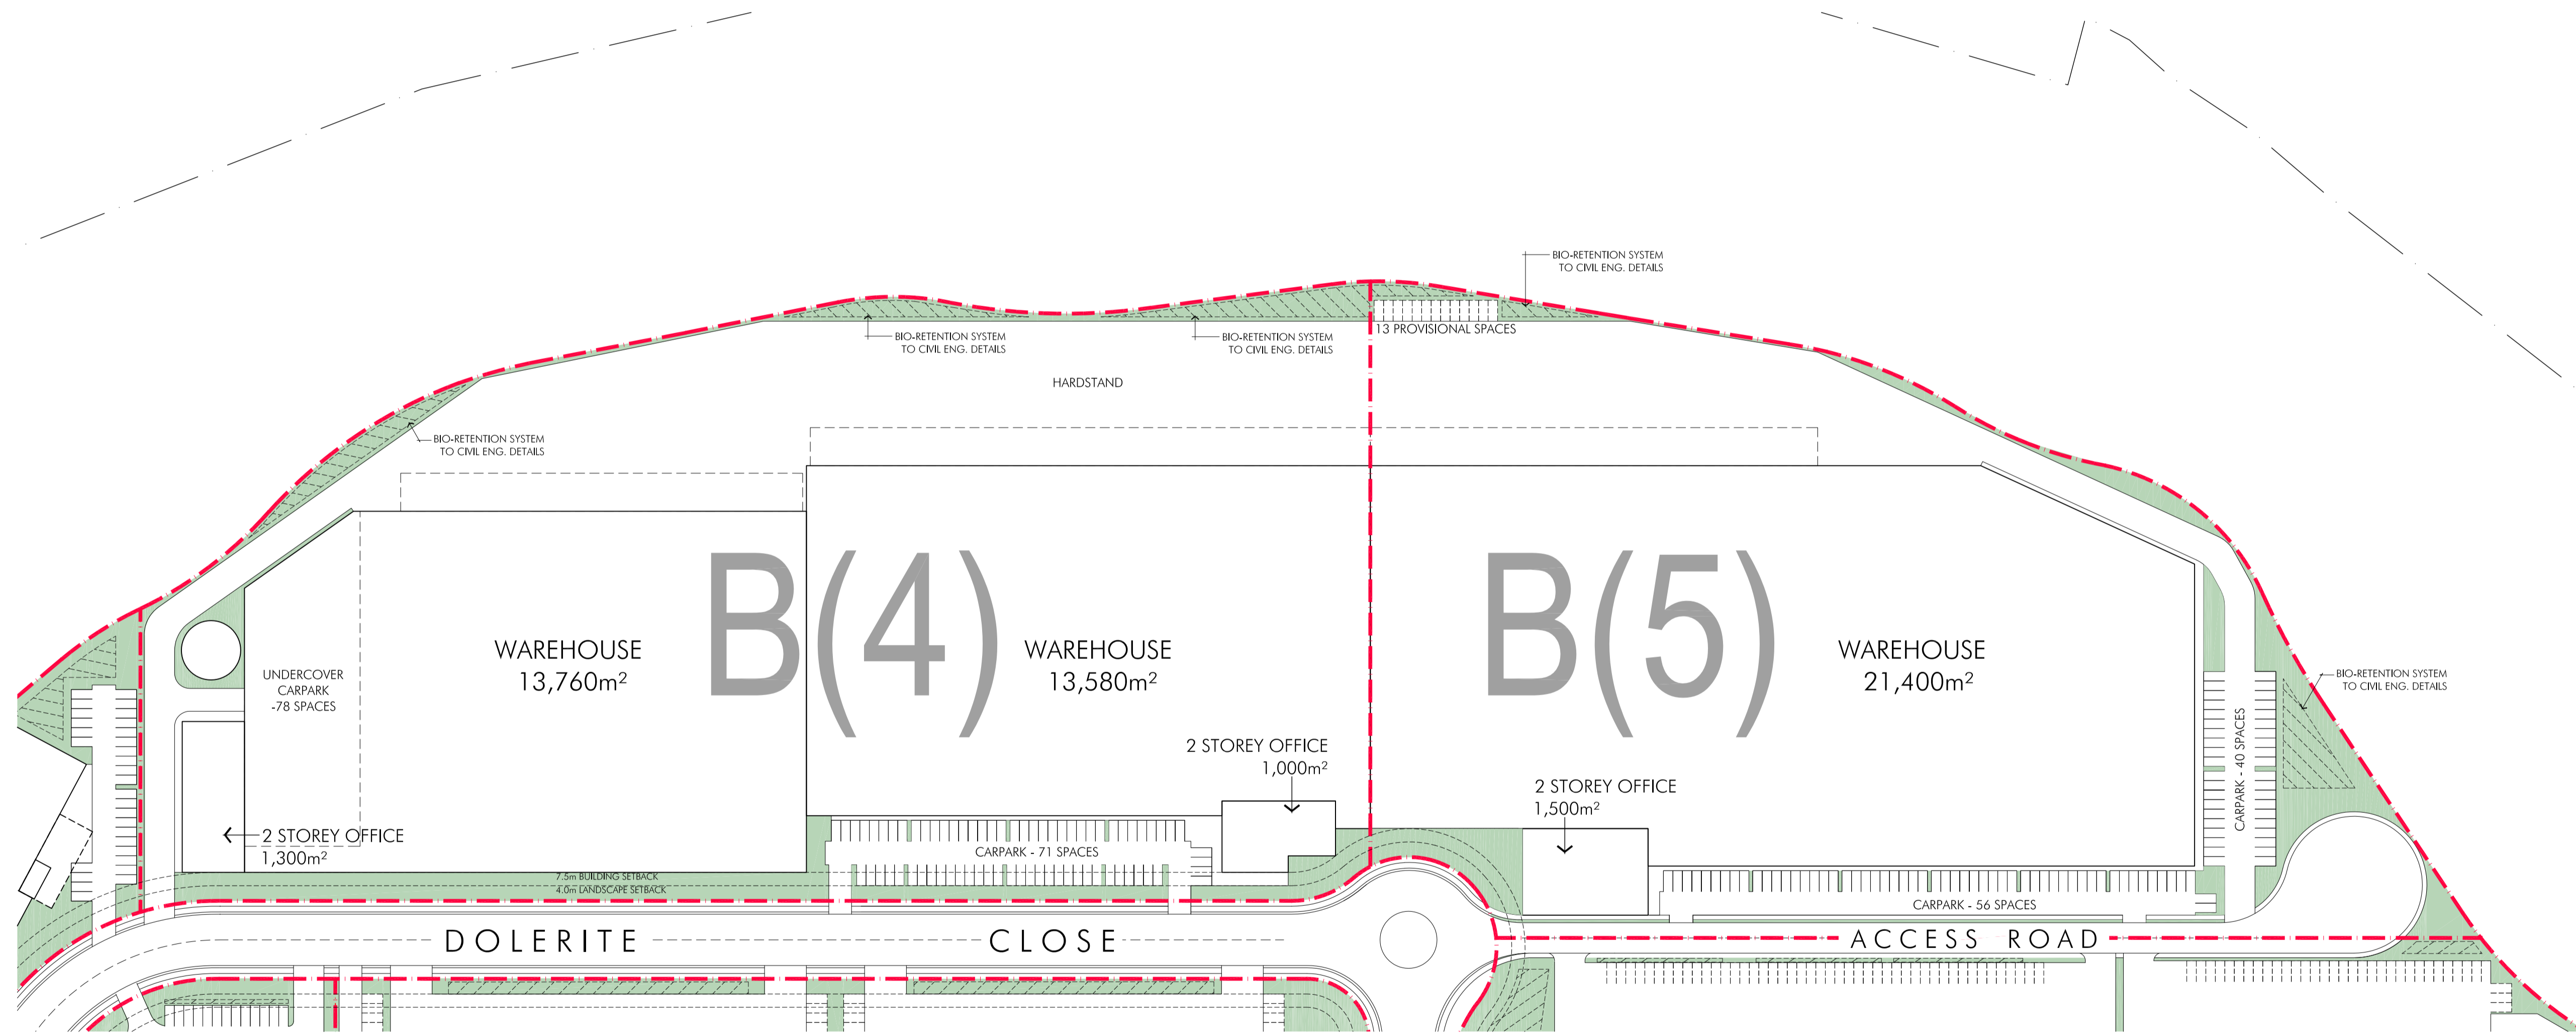 BIO-RETENTION SYSTEM
TO CIVIL ENG. DETAILS
BIO-RETENTION SYSTEM
TO CIVIL ENG. DETAILS
BIO-RETENTION SYSTEM
TO CIVIL ENG. DETAILS
13 PROVISIONAL SPACES
HARDSTAND
BIO-RETENTION SYSTEM
TO CIVIL ENG. DETAILS
B(4)
B(5)
WAREHOUSE
13,760m²
WAREHOUSE
13,580m²
WAREHOUSE
21,400m²
UNDERCOVER
CARPARK
-78 SPACES
BIO-RETENTION SYSTEM
TO CIVIL ENG. DETAILS
CARPARK - 40 SPACES
2 STOREY OFFICE
1,000m²
2 STOREY OFFICE
1,500m²
2 STOREY OFFICE
1,300m²
CARPARK - 71 SPACES
7.5m BUILDING SETBACK
4.0m LANDSCAPE SETBACK
CARPARK - 56 SPACES
DOLERITE CLOSE
ACCESS ROAD